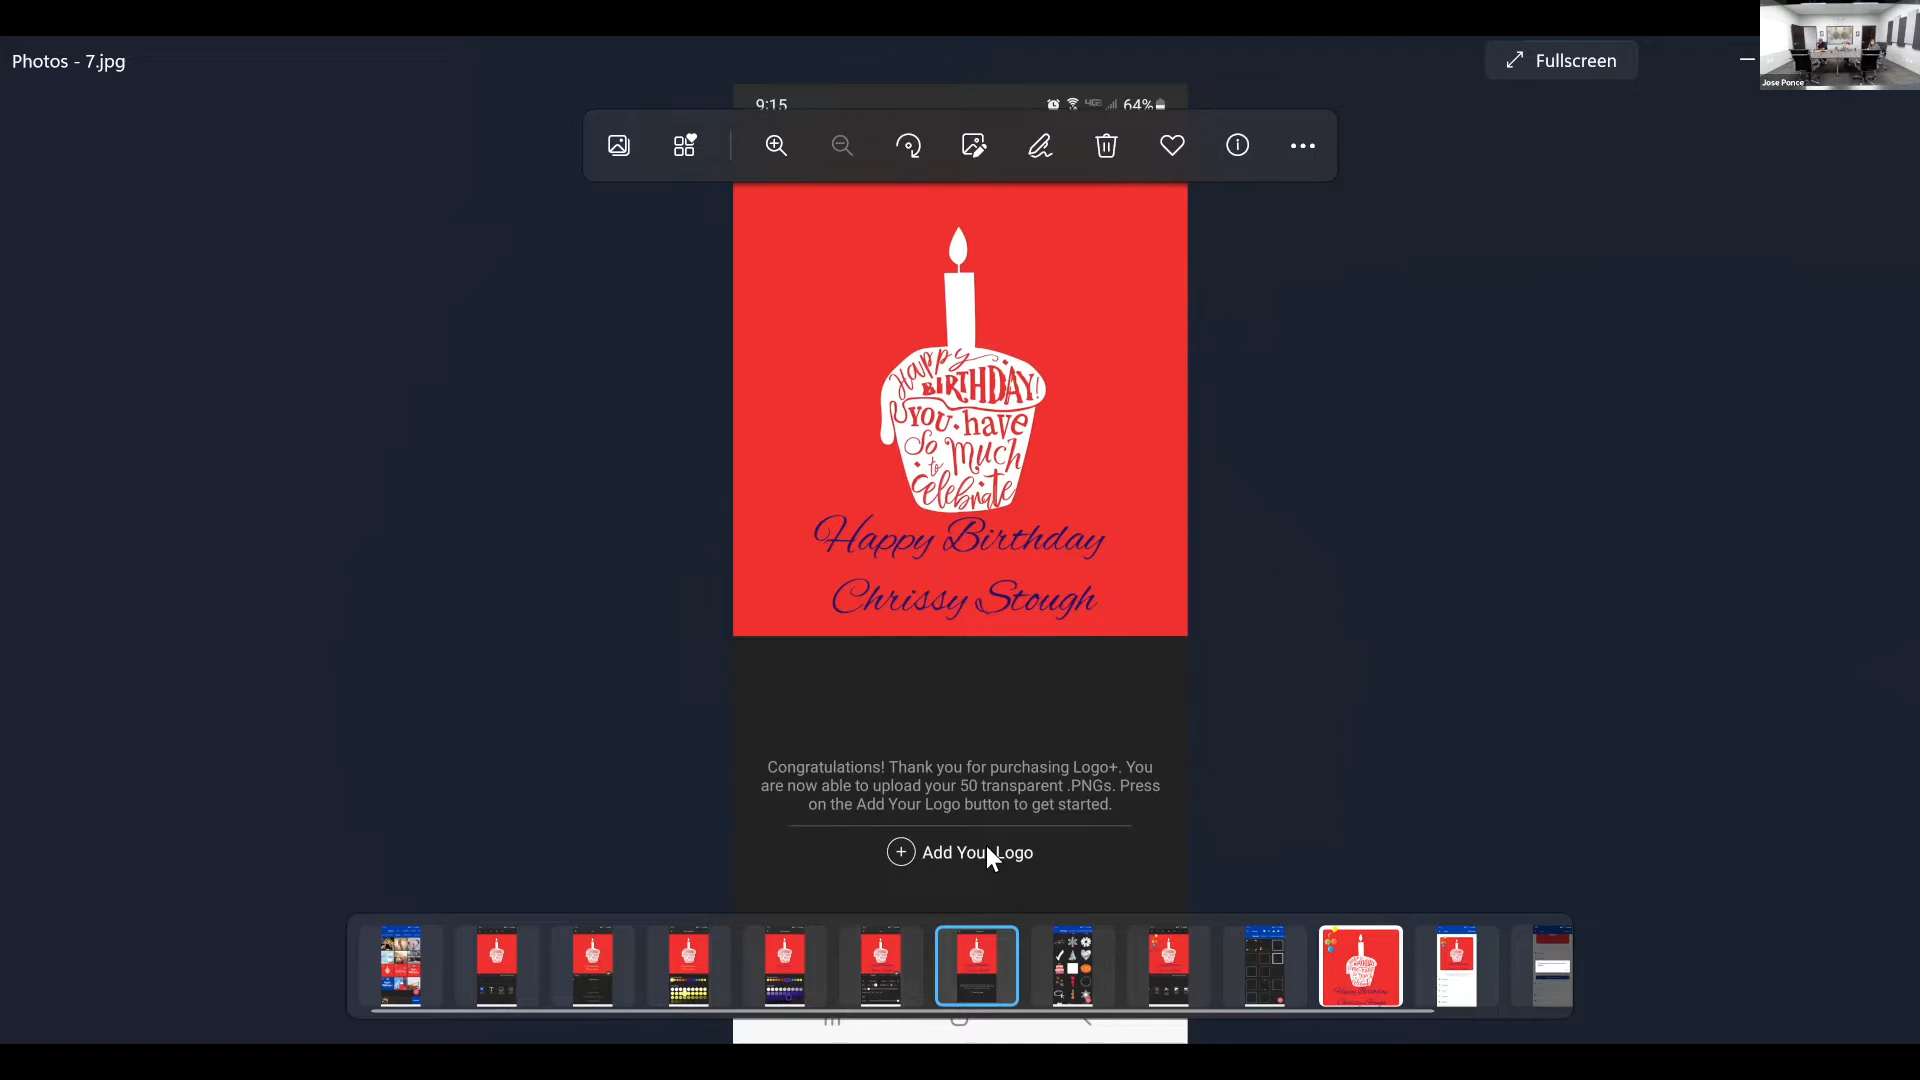 Photos - 7.jpg
Fullscreen
Jose Ponce
9:15
64%
Happy
BIRTHDAY!
YOU have
So Much
to
Celebrate
Happy Birthday
Chrissy Stough
Congratulations! Thank you for purchasing Logo+. You
are now able to upload your 50 transparent .PNGs. Press
on the Add Your Logo button to get started.
Add Your Logo